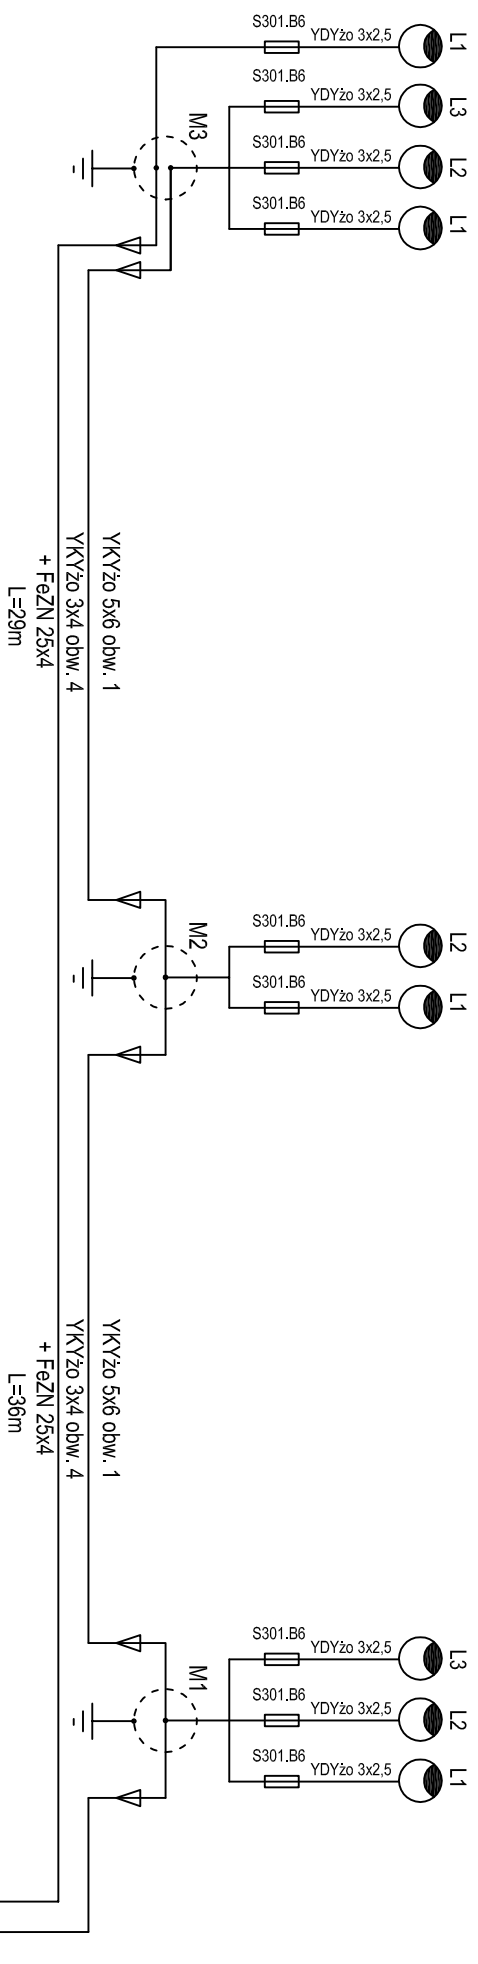 S301.B6
YDYżo 3x2,5
L1
S301.B6
YDYżo 3x2,5
L3
M3
S301.B6
YDYżo 3x2,5
L2
S301.B6
YDYżo 3x2,5
L1
YKYżo 5x6 obw. 1
YKYżo 3x4 obw. 4
+ FeZN 25x4
L=29m
M2
S301.B6
YDYżo 3x2,5
L2
S301.B6
YDYżo 3x2,5
L1
YKYżo 5x6 obw. 1
YKYżo 3x4 obw. 4
+ FeZN 25x4
L=36m
S301.B6
YDYżo 3x2,5
L3
M1
S301.B6
YDYżo 3x2,5
L2
S301.B6
YDYżo 3x2,5
L1